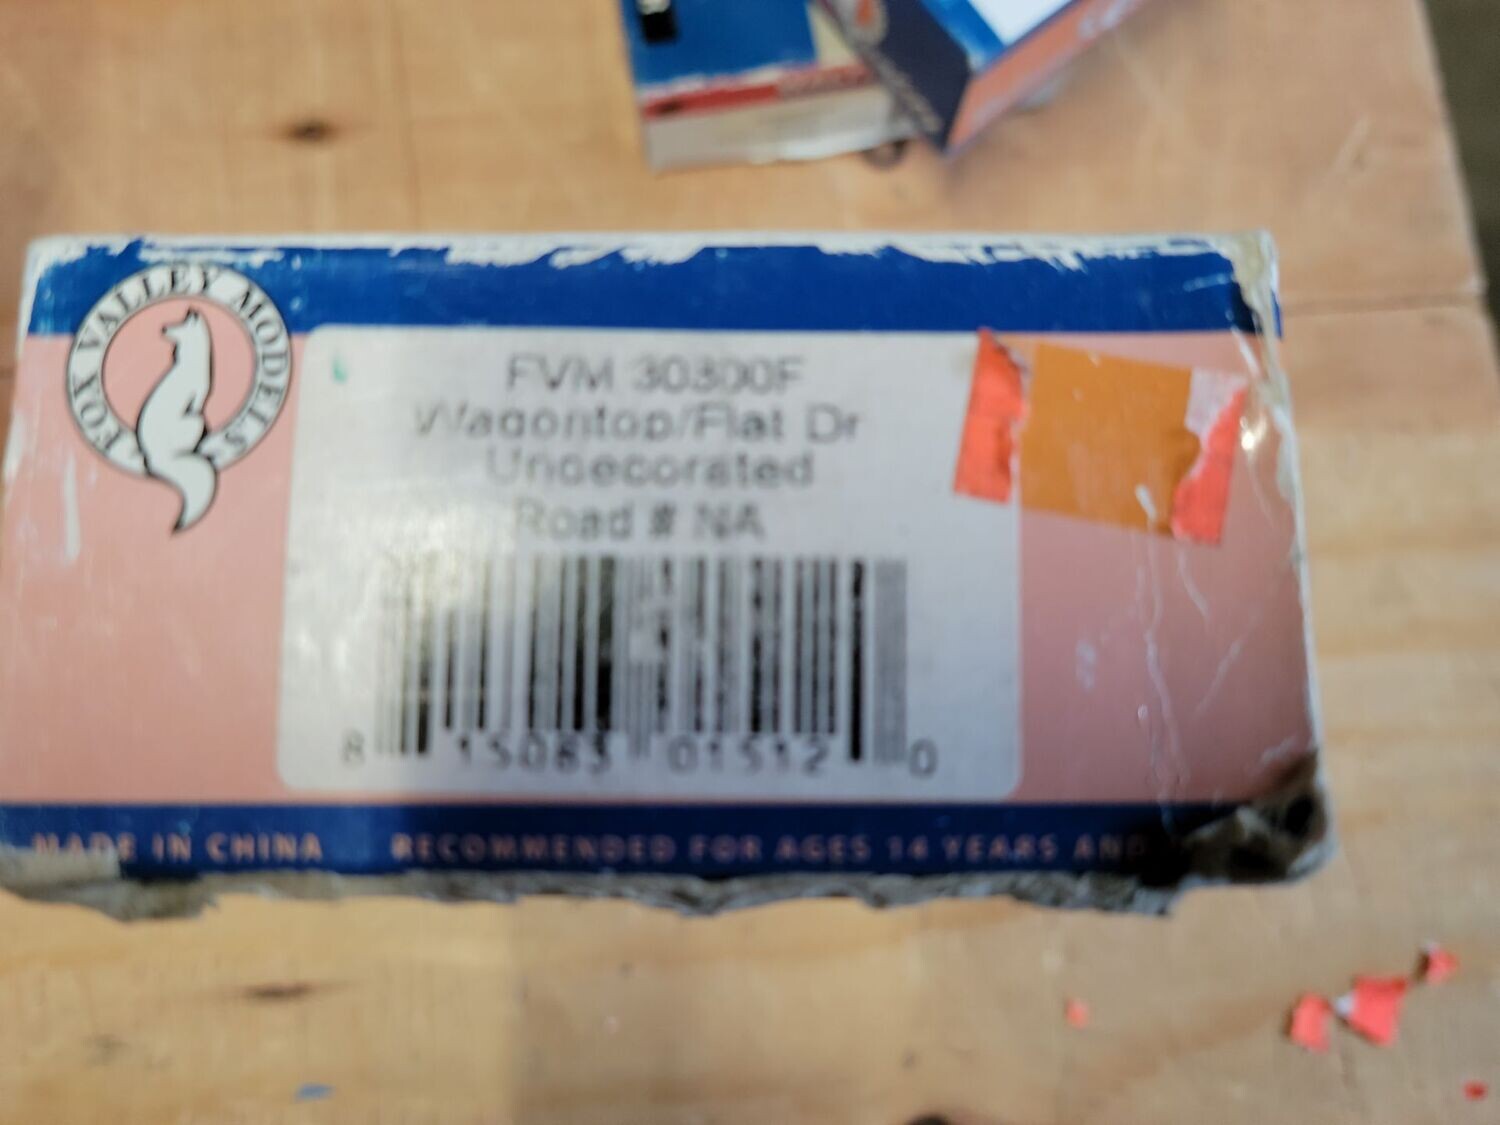 FOX VALLEY MODELS
FVM 30300F
Wagontop/Flat Dr
Undecorated
Road # NA
8 15083 01512 0
MADE IN CHINA RECOMMENDED FOR AGES 14 YEARS AND